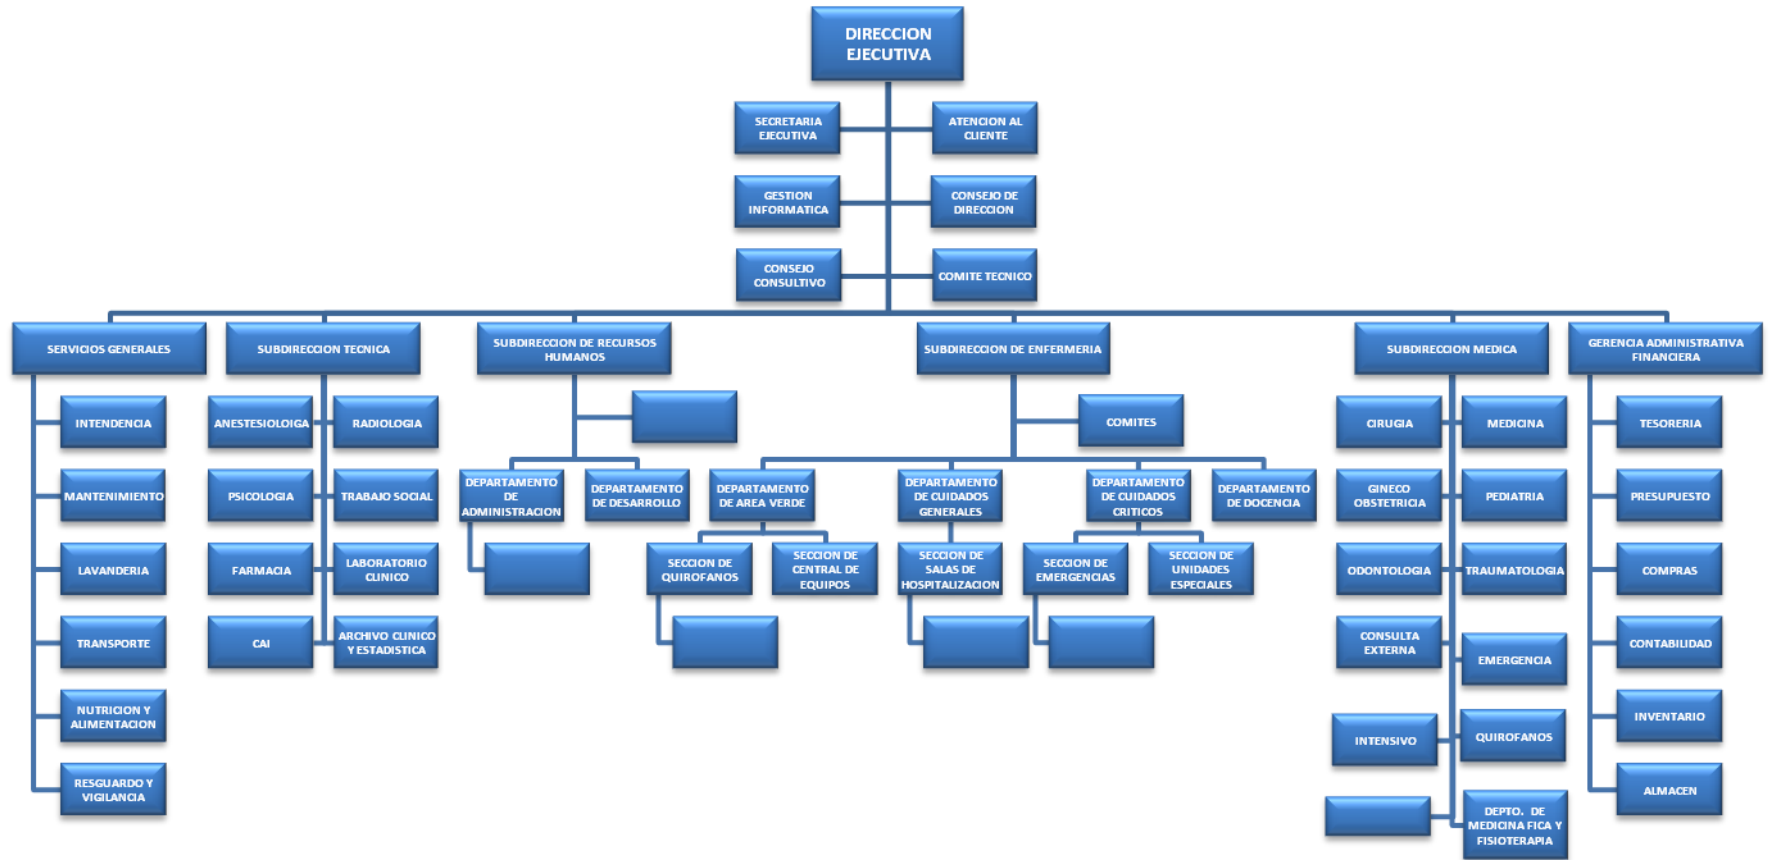 DIRECCION
EJECUTIVA
SECRETARIA
EJECUTIVA
ATENCION AL
CLIENTE
GESTION
INFORMATICA
CONSEJO DE
DIRECCION
CONSEJO
CONSULTIVO
COMITE TECNICO
SERVICIOS GENERALES
INTENDENCIA
MANTENIMIENTO
LAVANDERIA
TRANSPORTE
NUTRICION Y
ALIMENTACION
RESGUARDO Y
VIGILANCIA
SUBDIRECCION TECNICA
ANESTESIOLOIGA
RADIOLOGIA
PSICOLOGIA
TRABAJO SOCIAL
FARMACIA
LABORATORIO
CLINICO
CAI
ARCHIVO CLINICO
Y ESTADISTICA
SUBDIRECCION DE RECURSOS
HUMANOS
DEPARTAMENTO
DE
ADMINISTRACION
DEPARTAMENTO
DE DESARROLLO
SUBDIRECCION DE ENFERMERIA
COMITES
DEPARTAMENTO
DE AREA VERDE
SECCION DE
QUIROFANOS
SECCION DE
CENTRAL DE
EQUIPOS
DEPARTAMENTO
DE CUIDADOS
GENERALES
SECCION DE
SALAS DE
HOSPITALIZACION
DEPARTAMENTO
DE CUIDADOS
CRITICOS
SECCION DE
EMERGENCIAS
SECCION DE
UNIDADES
ESPECIALES
DEPARTAMENTO
DE DOCENCIA
SUBDIRECCION MEDICA
CIRUGIA
MEDICINA
GINECO
OBSTETRICIA
PEDIATRIA
ODONTOLOGIA
TRAUMATOLOGIA
CONSULTA
EXTERNA
EMERGENCIA
INTENSIVO
QUIROFANOS
DEPTO. DE
MEDICINA FICA Y
FISIOTERAPIA
GERENCIA ADMINISTRATIVA
FINANCIERA
TESORERIA
PRESUPUESTO
COMPRAS
CONTABILIDAD
INVENTARIO
ALMACEN